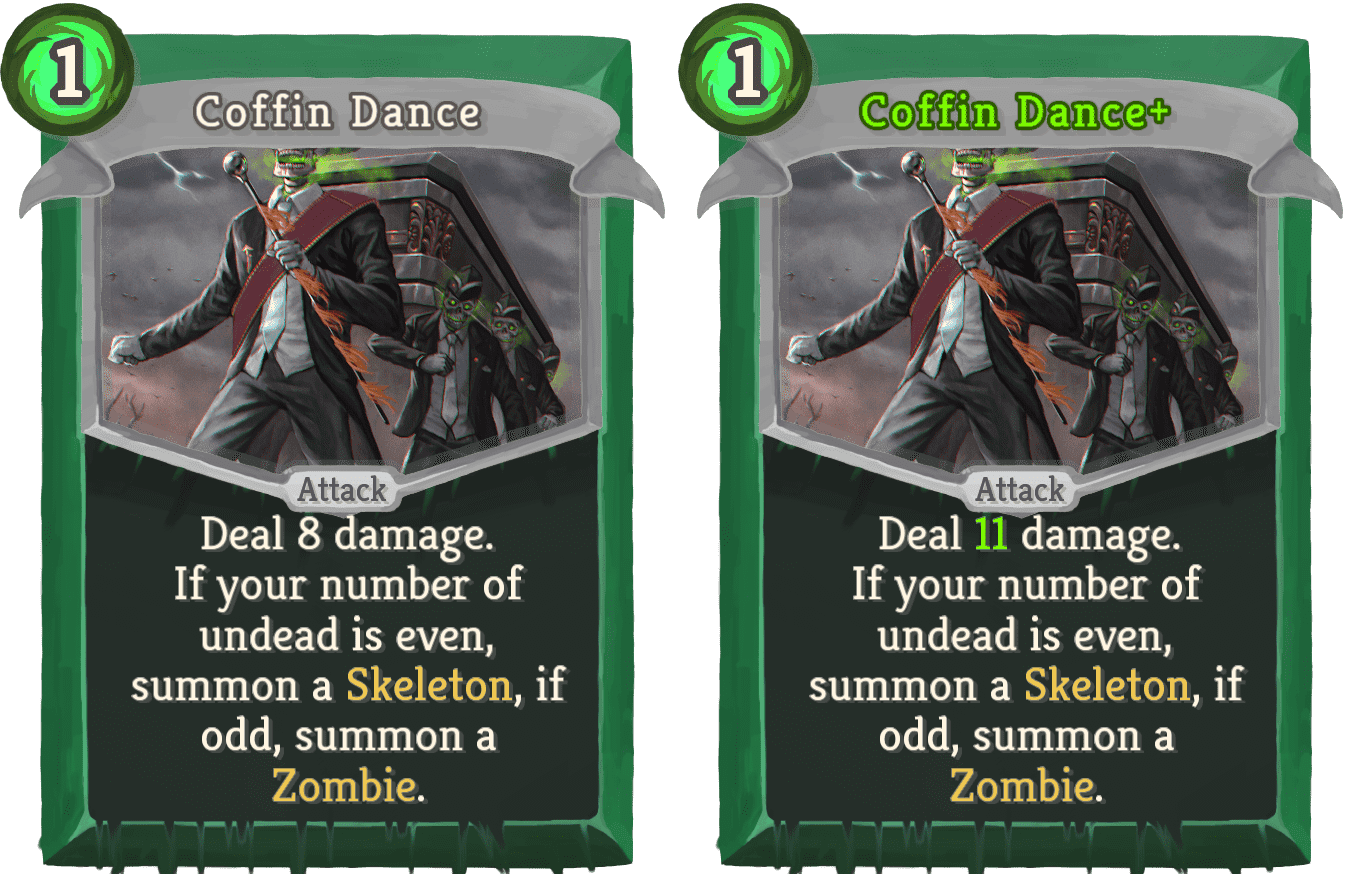 1
Coffin Dance
Attack
Deal 8 damage.
If your number of
undead is even,
summon a Skeleton, if
odd, summon a
Zombie.
1
Coffin Dance+
Attack
Deal 11 damage.
If your number of
undead is even,
summon a Skeleton, if
odd, summon a
Zombie.